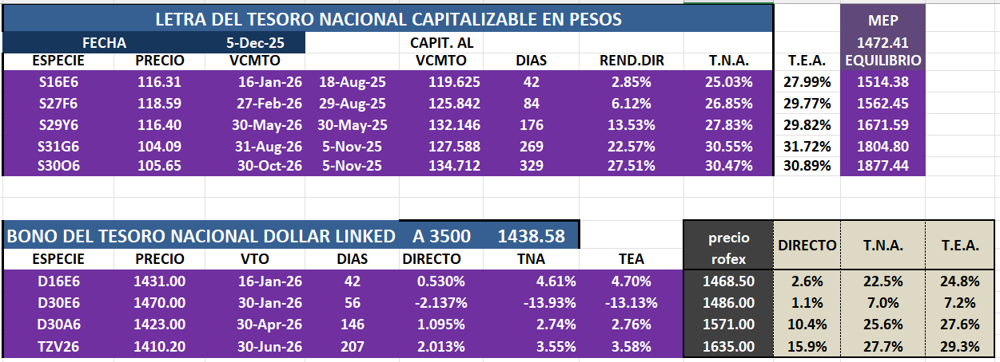 LETRA DEL TESORO NACIONAL CAPITALIZABLE EN PESOS MEP
FECHA 5-Dec-25 CAPIT. AL 1472.41
ESPECIE PRECIO VCMTO VCMTO DIAS REND.DIR T.N.A. T.E.A. EQUILIBRIO
S16E6 116.31 16-Jan-26 18-Aug-25 119.625 42 2.85% 25.03% 27.99% 1514.38
S27F6 118.59 27-Feb-26 29-Aug-25 125.842 84 6.12% 26.85% 29.77% 1562.45
S29Y6 116.40 30-May-26 30-May-25 132.146 176 13.53% 27.83% 29.82% 1671.59
S31G6 104.09 31-Aug-26 5-Nov-25 127.588 269 22.57% 30.55% 31.72% 1804.80
S30O6 105.65 30-Oct-26 5-Nov-25 134.712 329 27.51% 30.47% 30.89% 1877.44
BONO DEL TESORO NACIONAL DOLLAR LINKED A 3500 1438.58 precio rofex DIRECTO T.N.A. T.E.A.
ESPECIE PRECIO VTO DIAS DIRECTO TNA TEA
D16E6 1431.00 16-Jan-26 42 0.530% 4.61% 4.70% 1468.50 2.6% 22.5% 24.8%
D30E6 1470.00 30-Jan-26 56 -2.137% -13.93% -13.13% 1486.00 1.1% 7.0% 7.2%
D30A6 1423.00 30-Apr-26 146 1.095% 2.74% 2.76% 1571.00 10.4% 25.6% 27.6%
TZV26 1410.20 30-Jun-26 207 2.013% 3.55% 3.58% 1635.00 15.9% 27.7% 29.3%